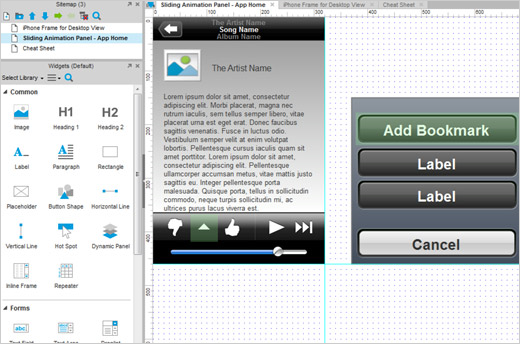 Sitemap (3)
iPhone Frame for Desktop View
Sliding Animation Panel - App Home
Cheat Sheet
Widgets (Default)
Select Library
Common
Image
Heading 1
Heading 2
H1
H2
Label
Paragraph
Rectangle
Placeholder
Button Shape
Horizontal Line
Vertical Line
Hot Spot
Dynamic Panel
Inline Frame
Repeater
Forms
abc
Sliding Animation Panel - App Home
iPhone Frame for Desktop View
Cheat Sheet
0
100
200
300
400
500
600
The Artist Name
Song Name
Album Name
The Artist Name
Lorem ipsum dolor sit amet, consectetur
adipiscing elit. Morbi placerat, magna nec
rutrum iaculis, sem tellus semper libero, vitae
placerat urna est eget erat. Donec faucibus
sagittis venenatis. Fusce in luctus odio.
Vestibulum semper velit at enim volutpat
lobortis. Pellentesque cursus iaculis quam sit
amet porttitor. Lorem ipsum dolor sit amet,
consectetur adipiscing elit. Pellentesque
ullamcorper accumsan metus, vitae mattis justo
sagittis eu. Integer pellentesque porta
malesuada. Quisque porta, tellus in sollicitudin
commodo, neque turpis sollicitudin mi, ac
ultrices purus lacus viverra est.
Add Bookmark
Label
Label
Cancel